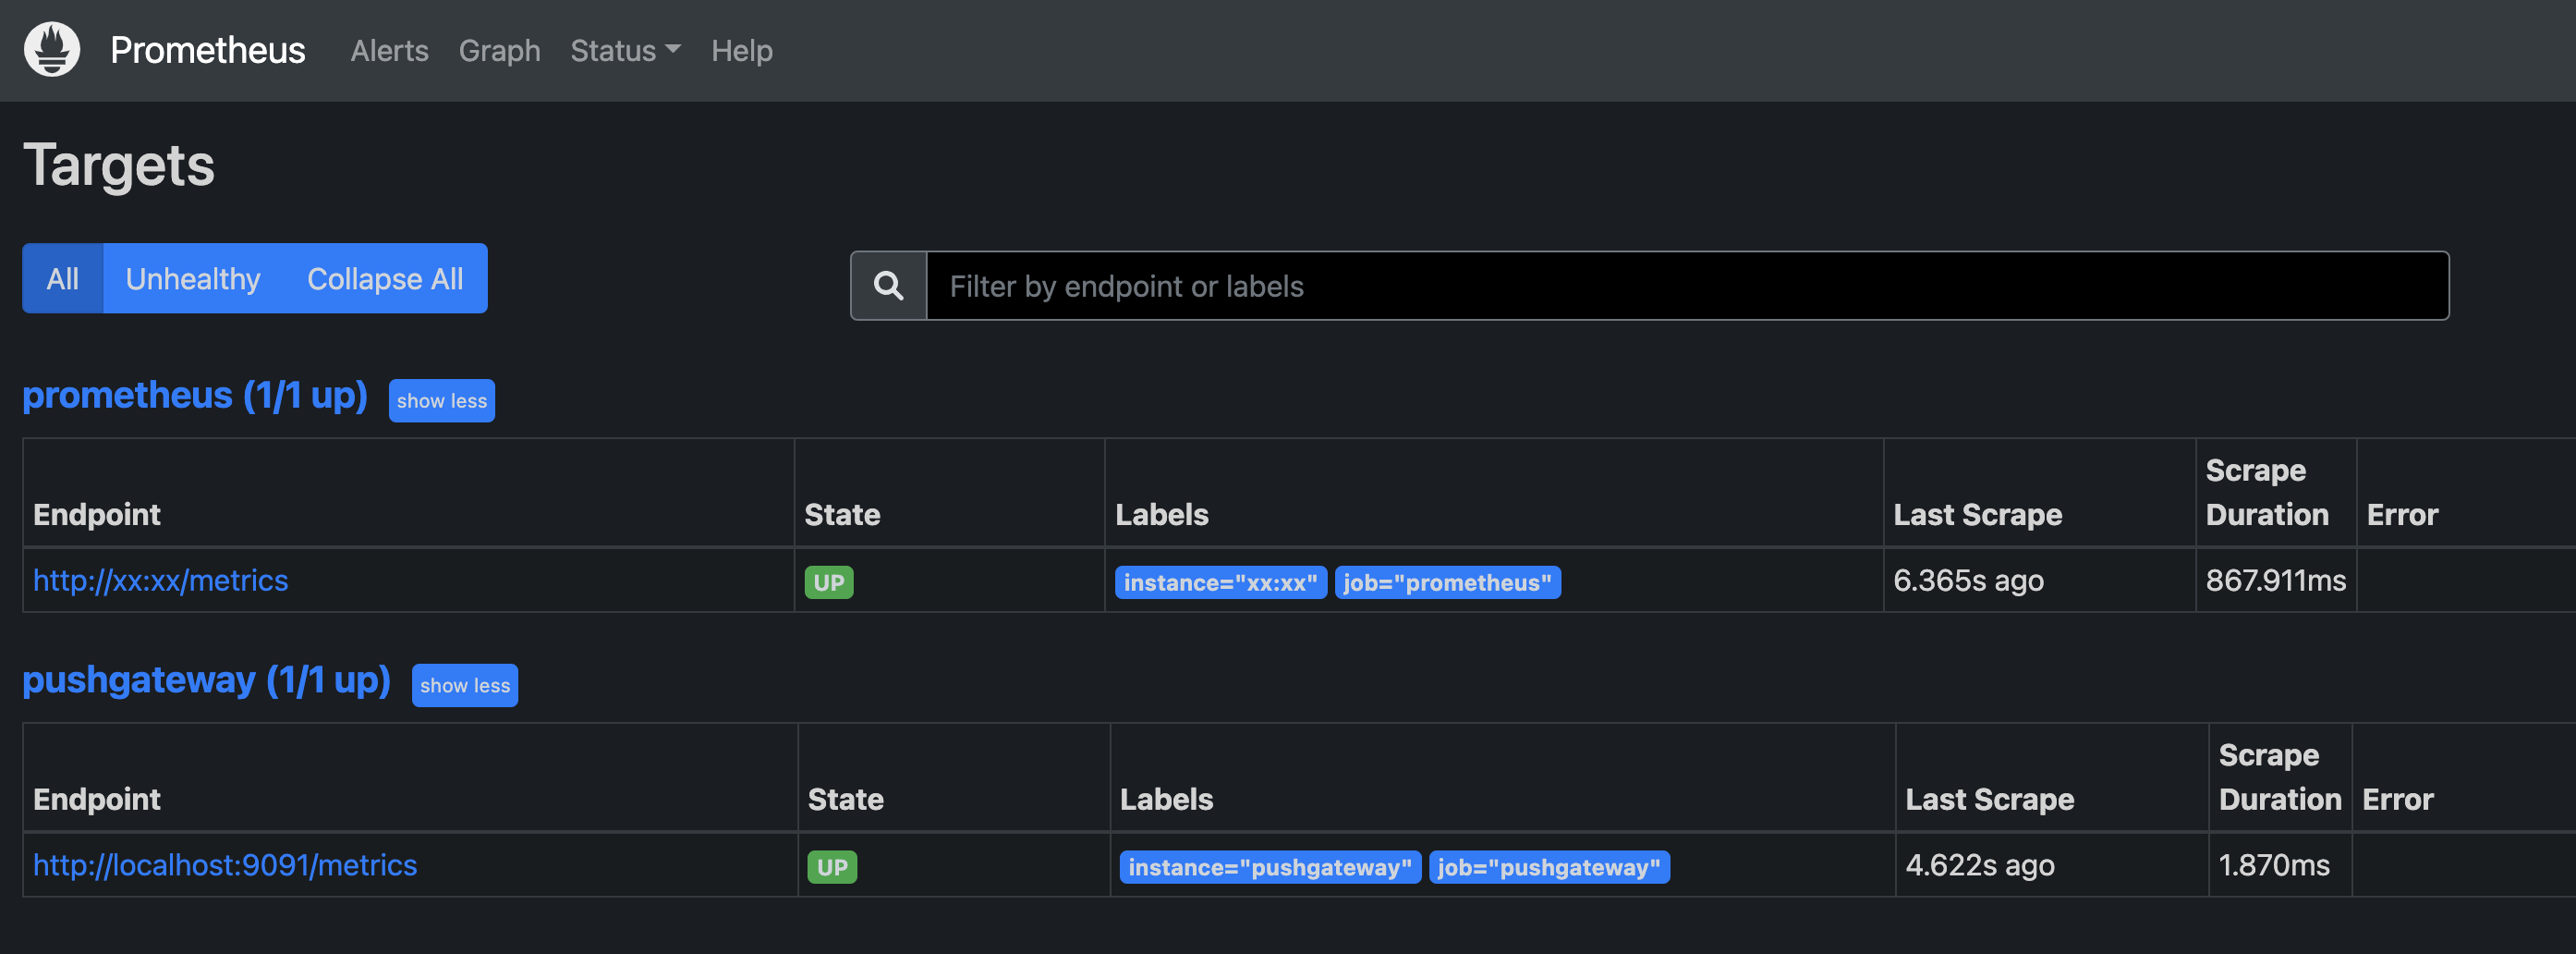 Prometheus Alerts Graph Status Help
Targets
All Unhealthy Collapse All
Filter by endpoint or labels
prometheus (1/1 up) show less
Endpoint State Labels Last Scrape Scrape Duration Error
http://xx:xx/metrics UP instance="xx:xx" job="prometheus" 6.365s ago 867.911ms
pushgateway (1/1 up) show less
Endpoint State Labels Last Scrape Scrape Duration Error
http://localhost:9091/metrics UP instance="pushgateway" job="pushgateway" 4.622s ago 1.870ms